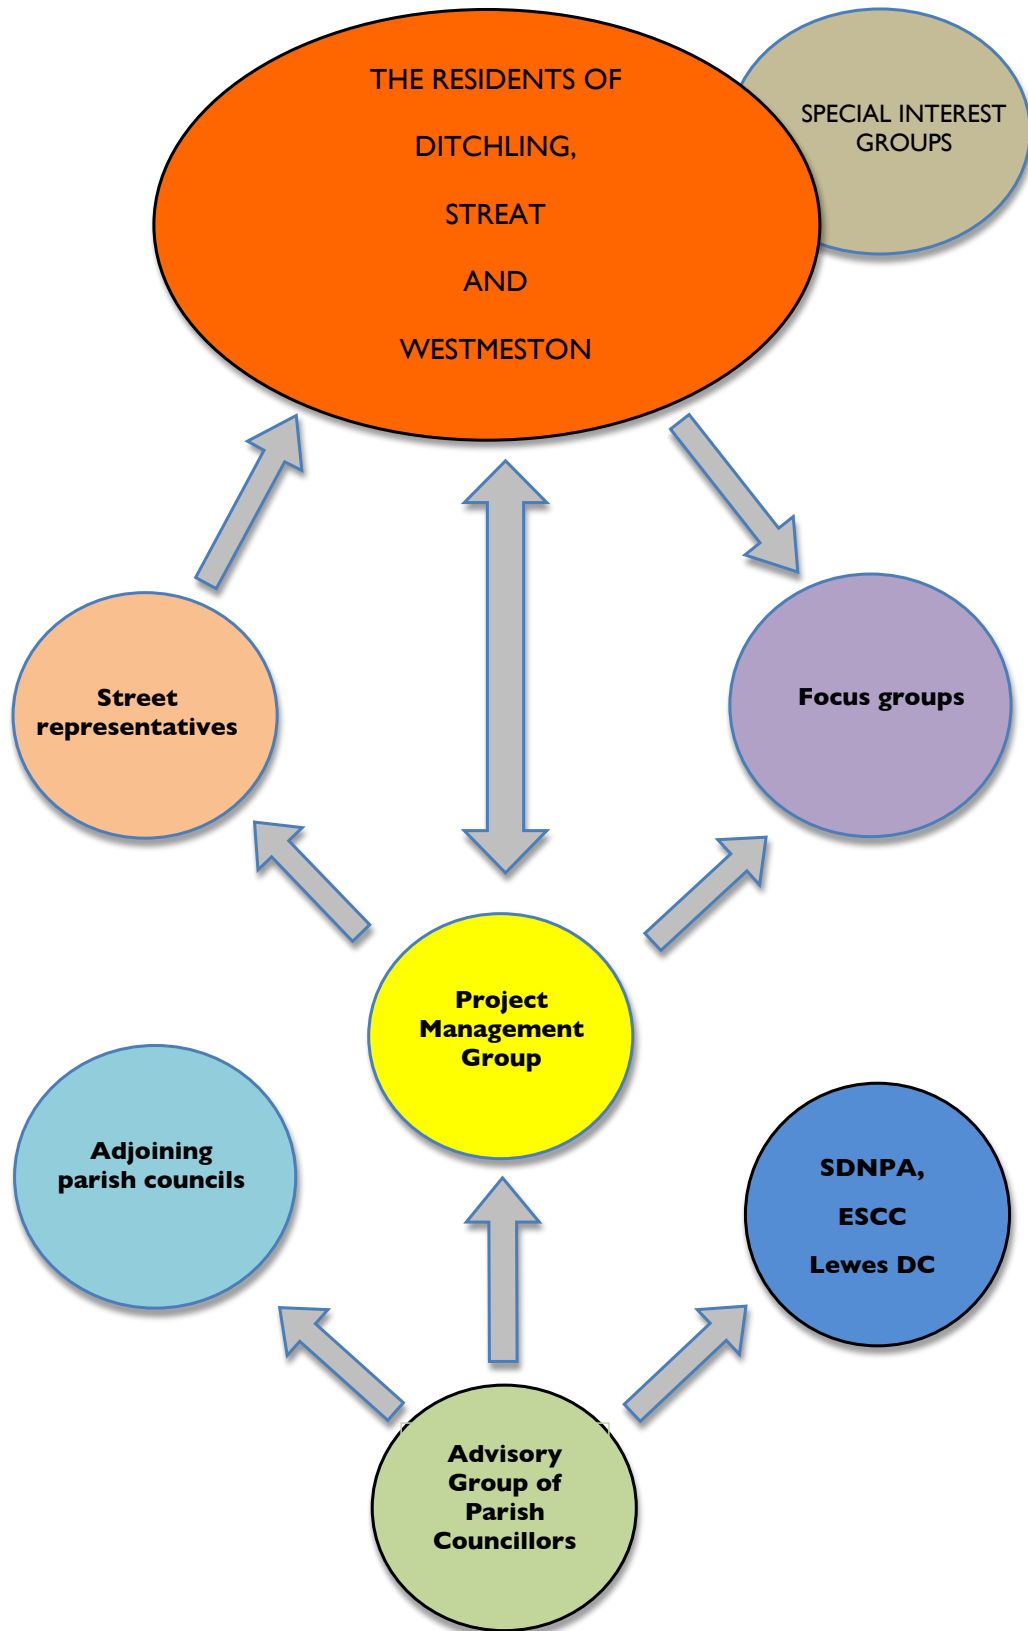 THE RESIDENTS OF
DITCHLING,
STREAT
AND
WESTMESTON
SPECIAL INTEREST
GROUPS
Street
representatives
Focus groups
Project
Management
Group
Adjoining
parish councils
SDNPA,
ESCC
Lewes DC
Advisory
Group of
Parish
Councillors